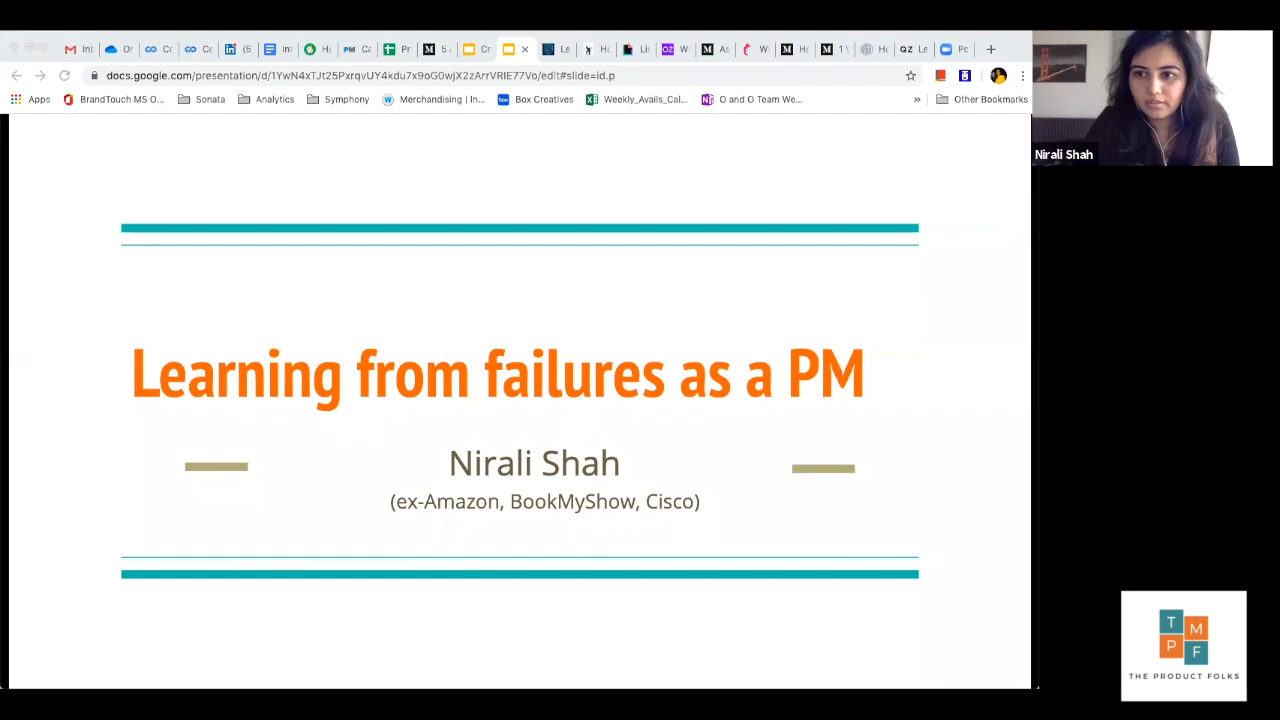 docs.google.com/presentation/d/1YwN4xTJt25PxrqvUY4kdu7x9oG0wjX2zArrVRIE77Vo/edit#slide=id.p
Apps BrandTouch MS O... Sonata Analytics Symphony Merchandising | In... Box Creatives Weekly_Avails_Cal... O and O Team We... » Other Bookmarks
Nirali Shah
Learning from failures as a PM
Nirali Shah
(ex-Amazon, BookMyShow, Cisco)
T M
P F
THE PRODUCT FOLKS